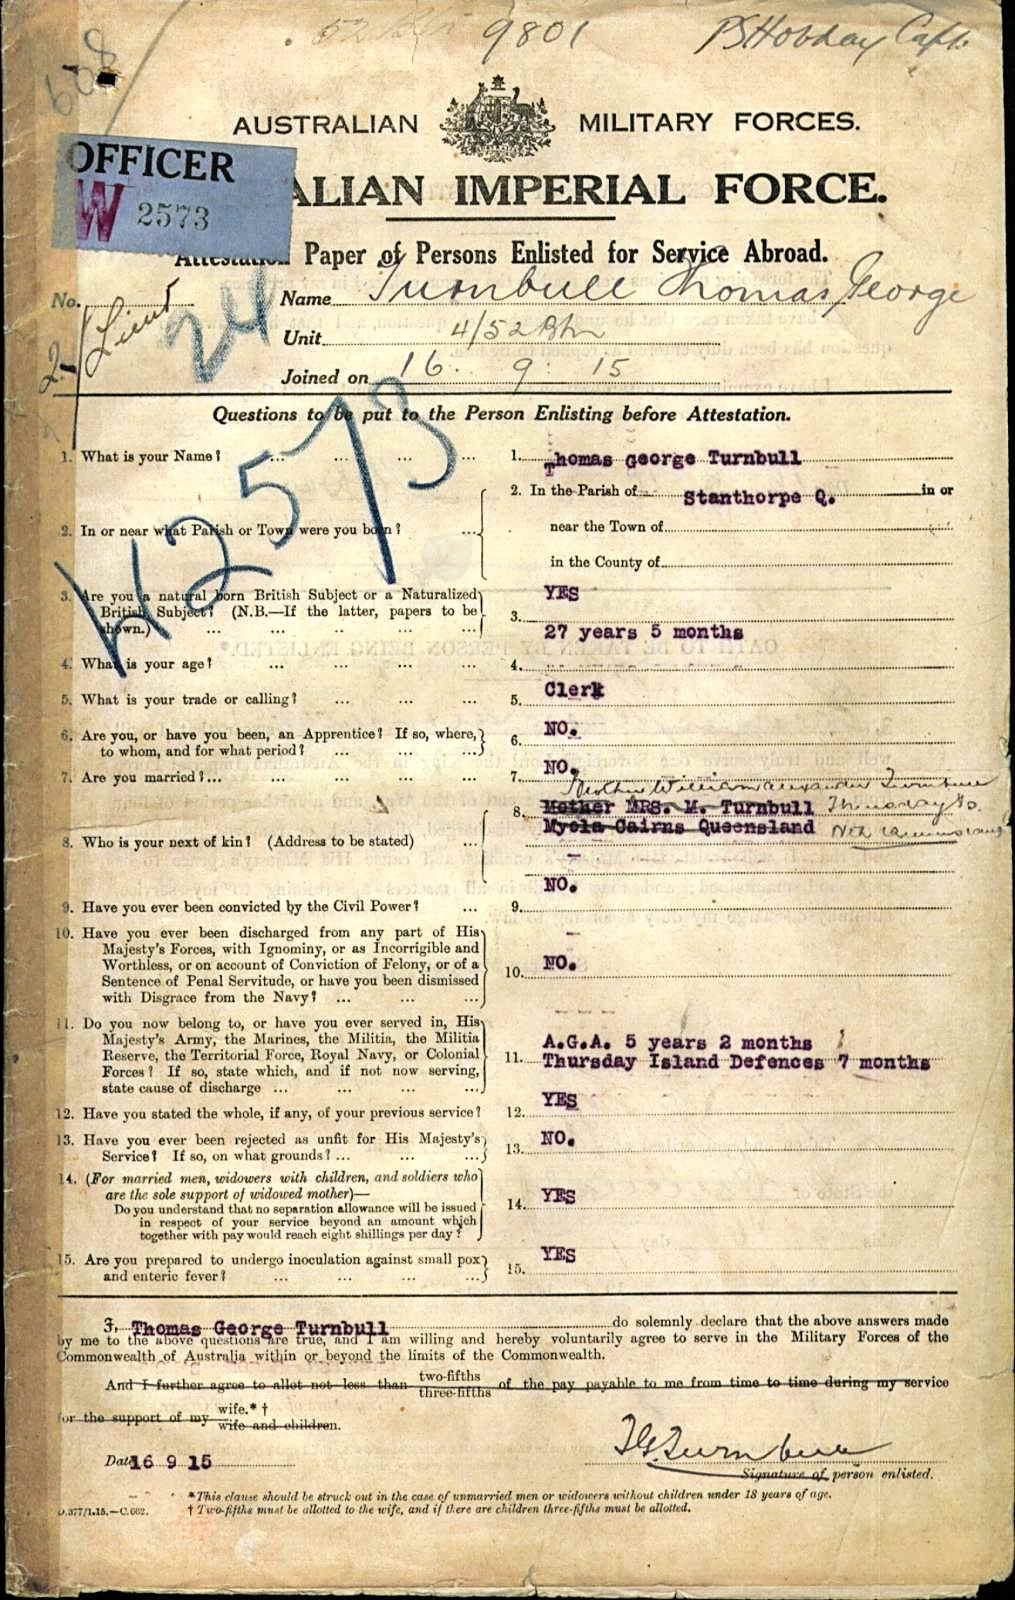 9801 PSHobday Capt.
608
AUSTRALIAN MILITARY FORCES.
OFFICER
W 2573
ALIAN IMPERIAL FORCE.
Attestation Paper of Persons Enlisted for Service Abroad.
No.
2/Lieut
24
Name Turnbull Thomas George
Unit 4/52 Btn
Joined on 16. 9. 15
2573
Questions to be put to the Person Enlisting before Attestation.
1. What is your Name? ... ... ... ... 1. Thomas George Turnbull
2. In or near what Parish or Town were you born? ... 2. In the Parish of Stanthorpe Q. in or
near the Town of
in the County of
3. Are you a natural born British Subject or a Naturalized
British Subject? (N.B.—If the latter, papers to be
shown.) ... ... .. ... ... 3. YES
4. What is your age? ... ... ... ... 4. 27 years 5 months
5. What is your trade or calling? ... ... ... 5. Clerk
6. Are you, or have you been, an Apprentice? If so, where,
to whom, and for what period? ... ... ... 6. NO.
7. Are you married?... ... ... ... ... 7. NO.
8. Who is your next of kin? (Address to be stated) ... 8. Brother William Alexander Turnbull
Mother MRS. M. Turnbull Thursday Is.
Myola Cairns Queensland
–
9. Have you ever been convicted by the Civil Power? ... 9. NO.
–
10. Have you ever been discharged from any part of His
Majesty's Forces, with Ignominy, or as Incorrigible and
Worthless, or on account of Conviction of Felony, or of a
Sentence of Penal Servitude, or have you been dismissed
with Disgrace from the Navy? ... ... ... 10. NO.
11. Do you now belong to, or have you ever served in, His
Majesty's Army, the Marines, the Militia, the Militia
Reserve, the Territorial Force, Royal Navy, or Colonial
Forces? If so, state which, and if not now serving,
state cause of discharge ... ... ... ... 11. A.G.A. 5 years 2 months
Thursday Island Defences 7 months
12. Have you stated the whole, if any, of your previous service? 12. YES
13. Have you ever been rejected as unfit for His Majesty's
Service? If so, on what grounds? ... ... ... 13. NO.
14. (For married men, widowers with children, and soldiers who
are the sole support of widowed mother)—
Do you understand that no separation allowance will be issued
in respect of your service beyond an amount which
together with pay would reach eight shillings per day? 14. YES
15. Are you prepared to undergo inoculation against small pox
and enteric fever? ... ... ... ... 15. YES
I, Thomas George Turnbull do solemnly declare that the above answers made
by me to the above questions are true, and I am willing and hereby voluntarily agree to serve in the Military Forces of the
Commonwealth of Australia within or beyond the limits of the Commonwealth.
And I further agree to allot not less than two-fifths three-fifths of the pay payable to me from time to time during my service
for the support of my wife.* † wife and children.
TGTurnbull
Date 16 9 15
Signature of person enlisted.
* This clause should be struck out in the case of unmarried men or widowers without children under 18 years of age.
D.377/1.15.—C.662. † Two-fifths must be allotted to the wife, and if there are children three-fifths must be allotted.